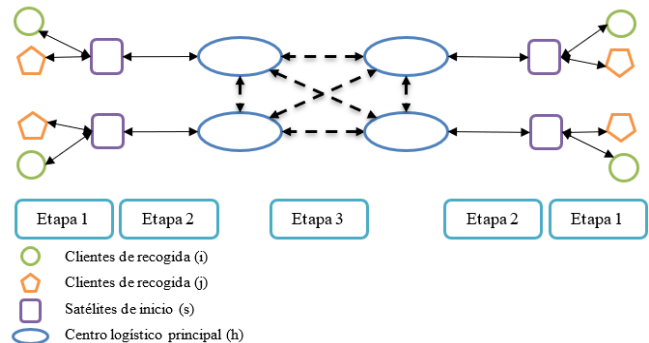 Etapa 1
Etapa 2
Etapa 3
Etapa 2
Etapa 1
Clientes de recogida (i)
Clientes de recogida (j)
Satélites de inicio (s)
Centro logístico principal (h)